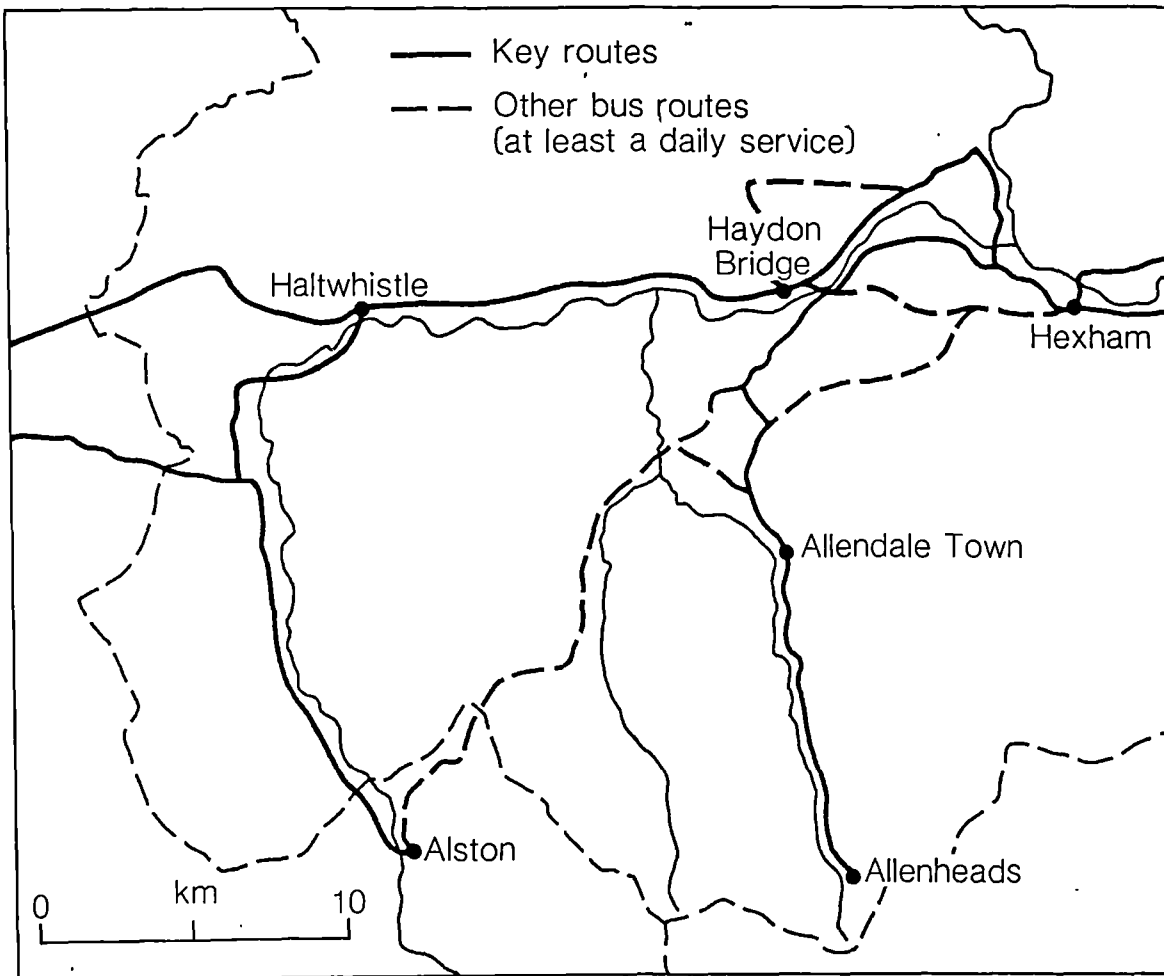 Key routes
Other bus routes
(at least a daily service)
Haydon
Bridge
Haltwhistle
Hexham
Allendale Town
Alston
Allenheads
km
0 10